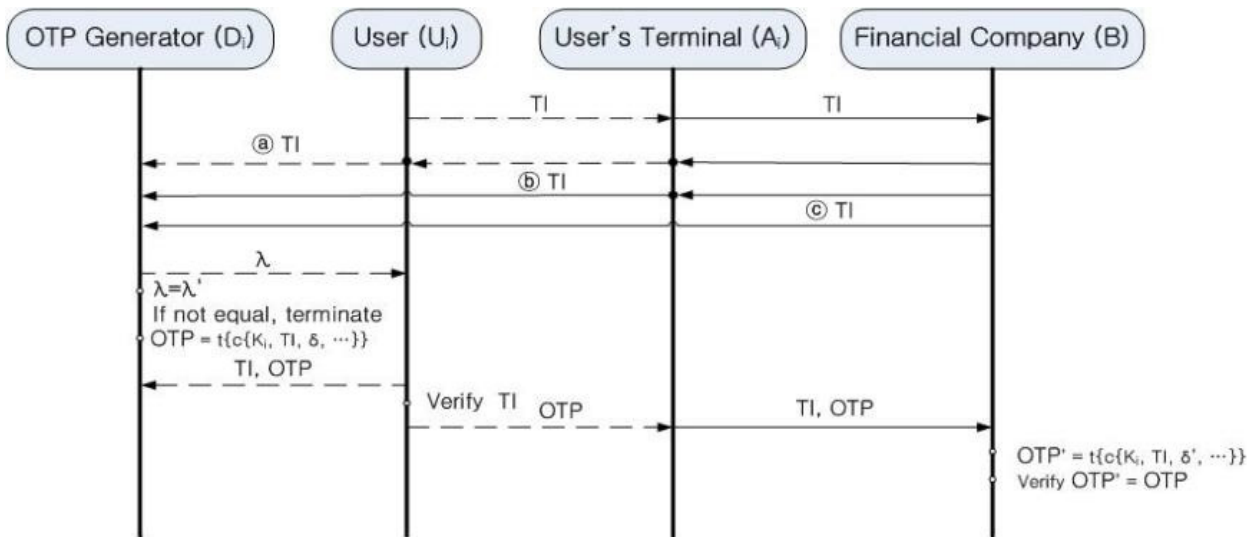 OTP Generator (Dᵢ)
User (Uᵢ)
User's Terminal (Aᵢ)
Financial Company (B)
TI
TI
ⓐ TI
ⓑ TI
ⓒ TI
λ
λ=λ'
If not equal, terminate
OTP = t{c{Kᵢ, TI, δ, ⋯}}
TI, OTP
Verify TI
OTP
TI, OTP
OTP' = t{c{Kᵢ, TI, δ', ⋯}}
Verify OTP' = OTP